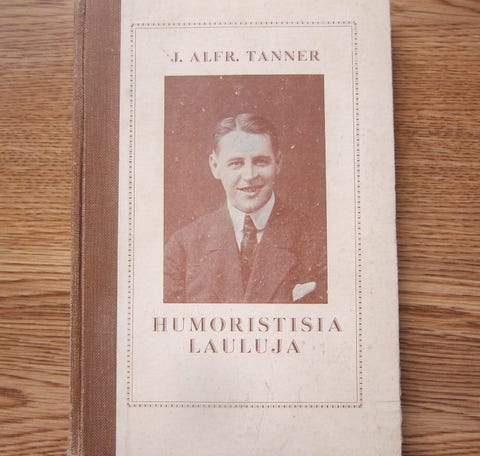 J. ALFR. TANNER
HUMORISTISIA
LAULUJA